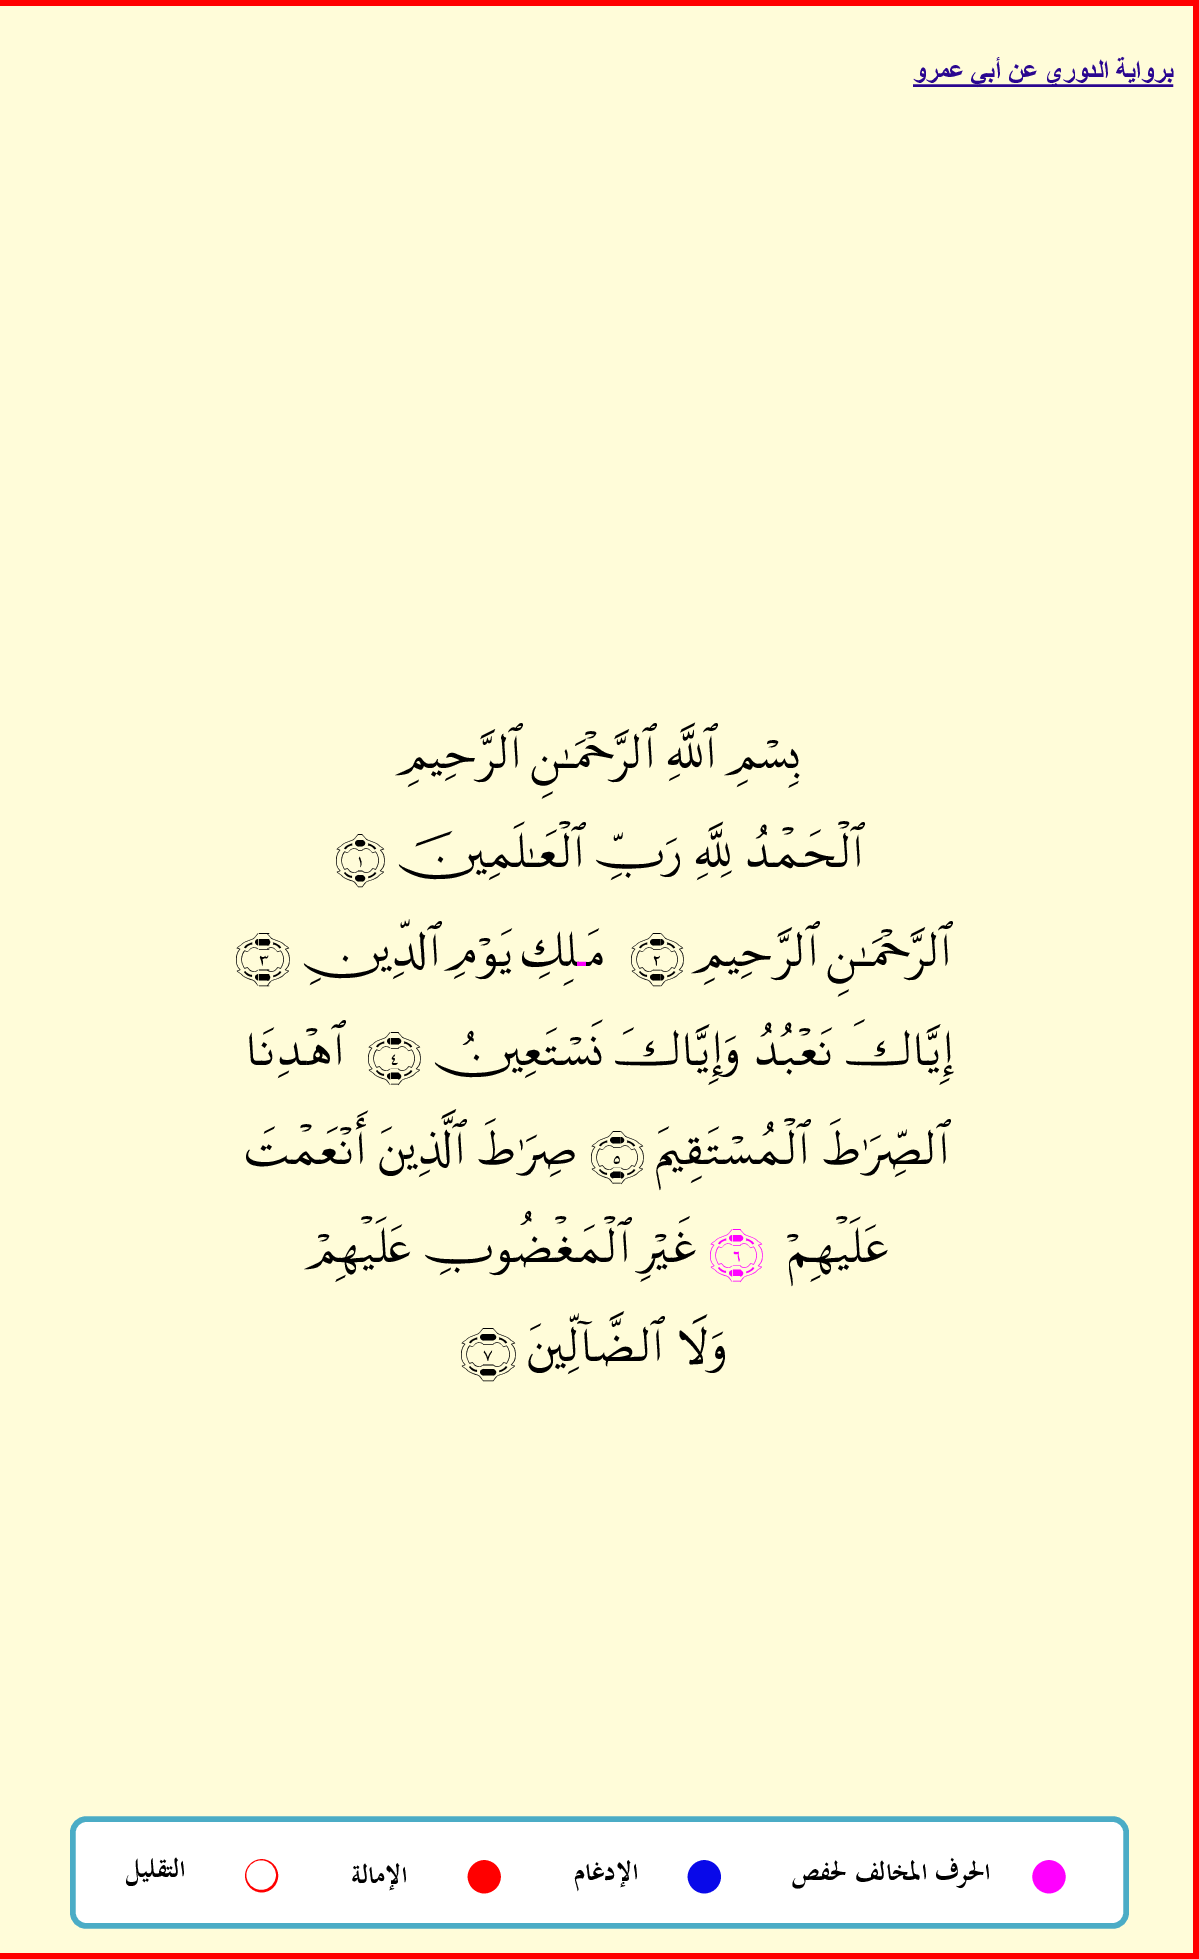 برواية الدوري عن أبي عمرو
بِسْمِ ٱللَّهِ ٱلرَّحْمَـٰنِ ٱلرَّحِيمِ
ٱلْحَمْدُ لِلَّهِ رَبِّ ٱلْعَـٰلَمِينَ ١
ٱلرَّحْمَـٰنِ ٱلرَّحِيمِ ٢ مَـلِكِ يَوْمِ ٱلدِّينِ ٣
إِيَّاكَ نَعْبُدُ وَإِيَّاكَ نَسْتَعِينُ ٤ ٱهْدِنَا
ٱلصِّرَٰطَ ٱلْمُسْتَقِيمَ ٥ صِرَٰطَ ٱلَّذِينَ أَنْعَمْتَ
عَلَيْهِمْ ٦ غَيْرِ ٱلْمَغْضُوبِ عَلَيْهِمْ
وَلَا ٱلضَّآلِّينَ ٧
الحرف المخالف لحفص الإدغام الإمالة التقليل